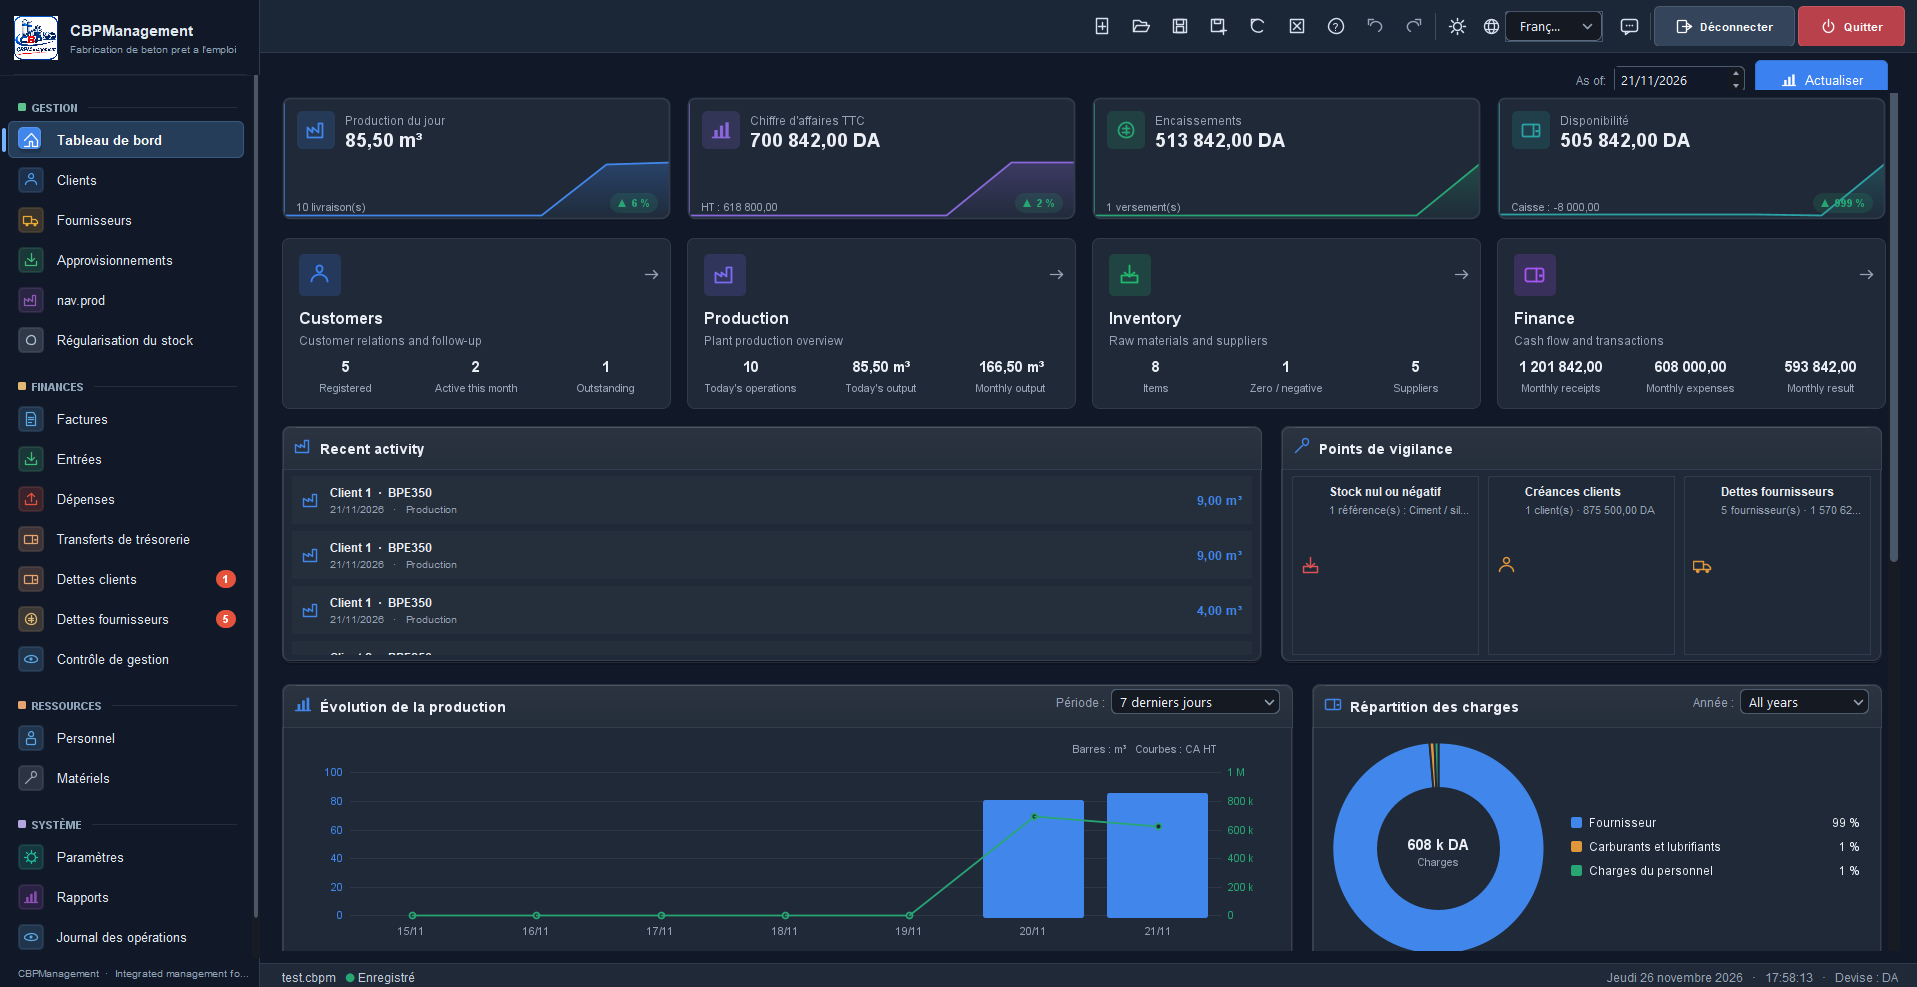 CBPManagement
Fabrication de beton pret a l'emploi
Franç...
Déconnecter
Quitter
GESTION
Tableau de bord
Clients
Fournisseurs
Approvisionnements
nav.prod
Régularisation du stock
FINANCES
Factures
Entrées
Dépenses
Transferts de trésorerie
Dettes clients 1
Dettes fournisseurs 5
Contrôle de gestion
RESSOURCES
Personnel
Matériels
SYSTÈME
Paramètres
Rapports
Journal des opérations
CBPManagement · Integrated management fo...
As of: 21/11/2026 Actualiser
Production du jour
85,50 m³
10 livraison(s) ▲ 6 %
Chiffre d'affaires TTC
700 842,00 DA
HT : 618 800,00 ▲ 2 %
Encaissements
513 842,00 DA
1 versement(s)
Disponibilité
505 842,00 DA
Caisse : -8 000,00 ▲ 999 %
Customers
Customer relations and follow-up
5 2 1
Registered Active this month Outstanding
Production
Plant production overview
10 85,50 m³ 166,50 m³
Today's operations Today's output Monthly output
Inventory
Raw materials and suppliers
8 1 5
Items Zero / negative Suppliers
Finance
Cash flow and transactions
1 201 842,00 608 000,00 593 842,00
Monthly receipts Monthly expenses Monthly result
Recent activity
Client 1 · BPE350
21/11/2026 · Production
9,00 m³
Client 1 · BPE350
21/11/2026 · Production
9,00 m³
Client 1 · BPE350
21/11/2026 · Production
4,00 m³
Points de vigilance
Stock nul ou négatif
1 référence(s) : Ciment / sil...
Créances clients
1 client(s) · 875 500,00 DA
Dettes fournisseurs
5 fournisseur(s) · 1 570 62...
Évolution de la production
Période : 7 derniers jours
Barres : m³ Courbes : CA HT
100 1 M
80 800 k
60 600 k
40 400 k
20 200 k
0 0
15/11 16/11 17/11 18/11 19/11 20/11 21/11
Répartition des charges
Année : All years
608 k DA
Charges
Fournisseur 99 %
Carburants et lubrifiants 1 %
Charges du personnel 1 %
test.cbpm Enregistré
Jeudi 26 novembre 2026 · 17:58:13 · Devise : DA